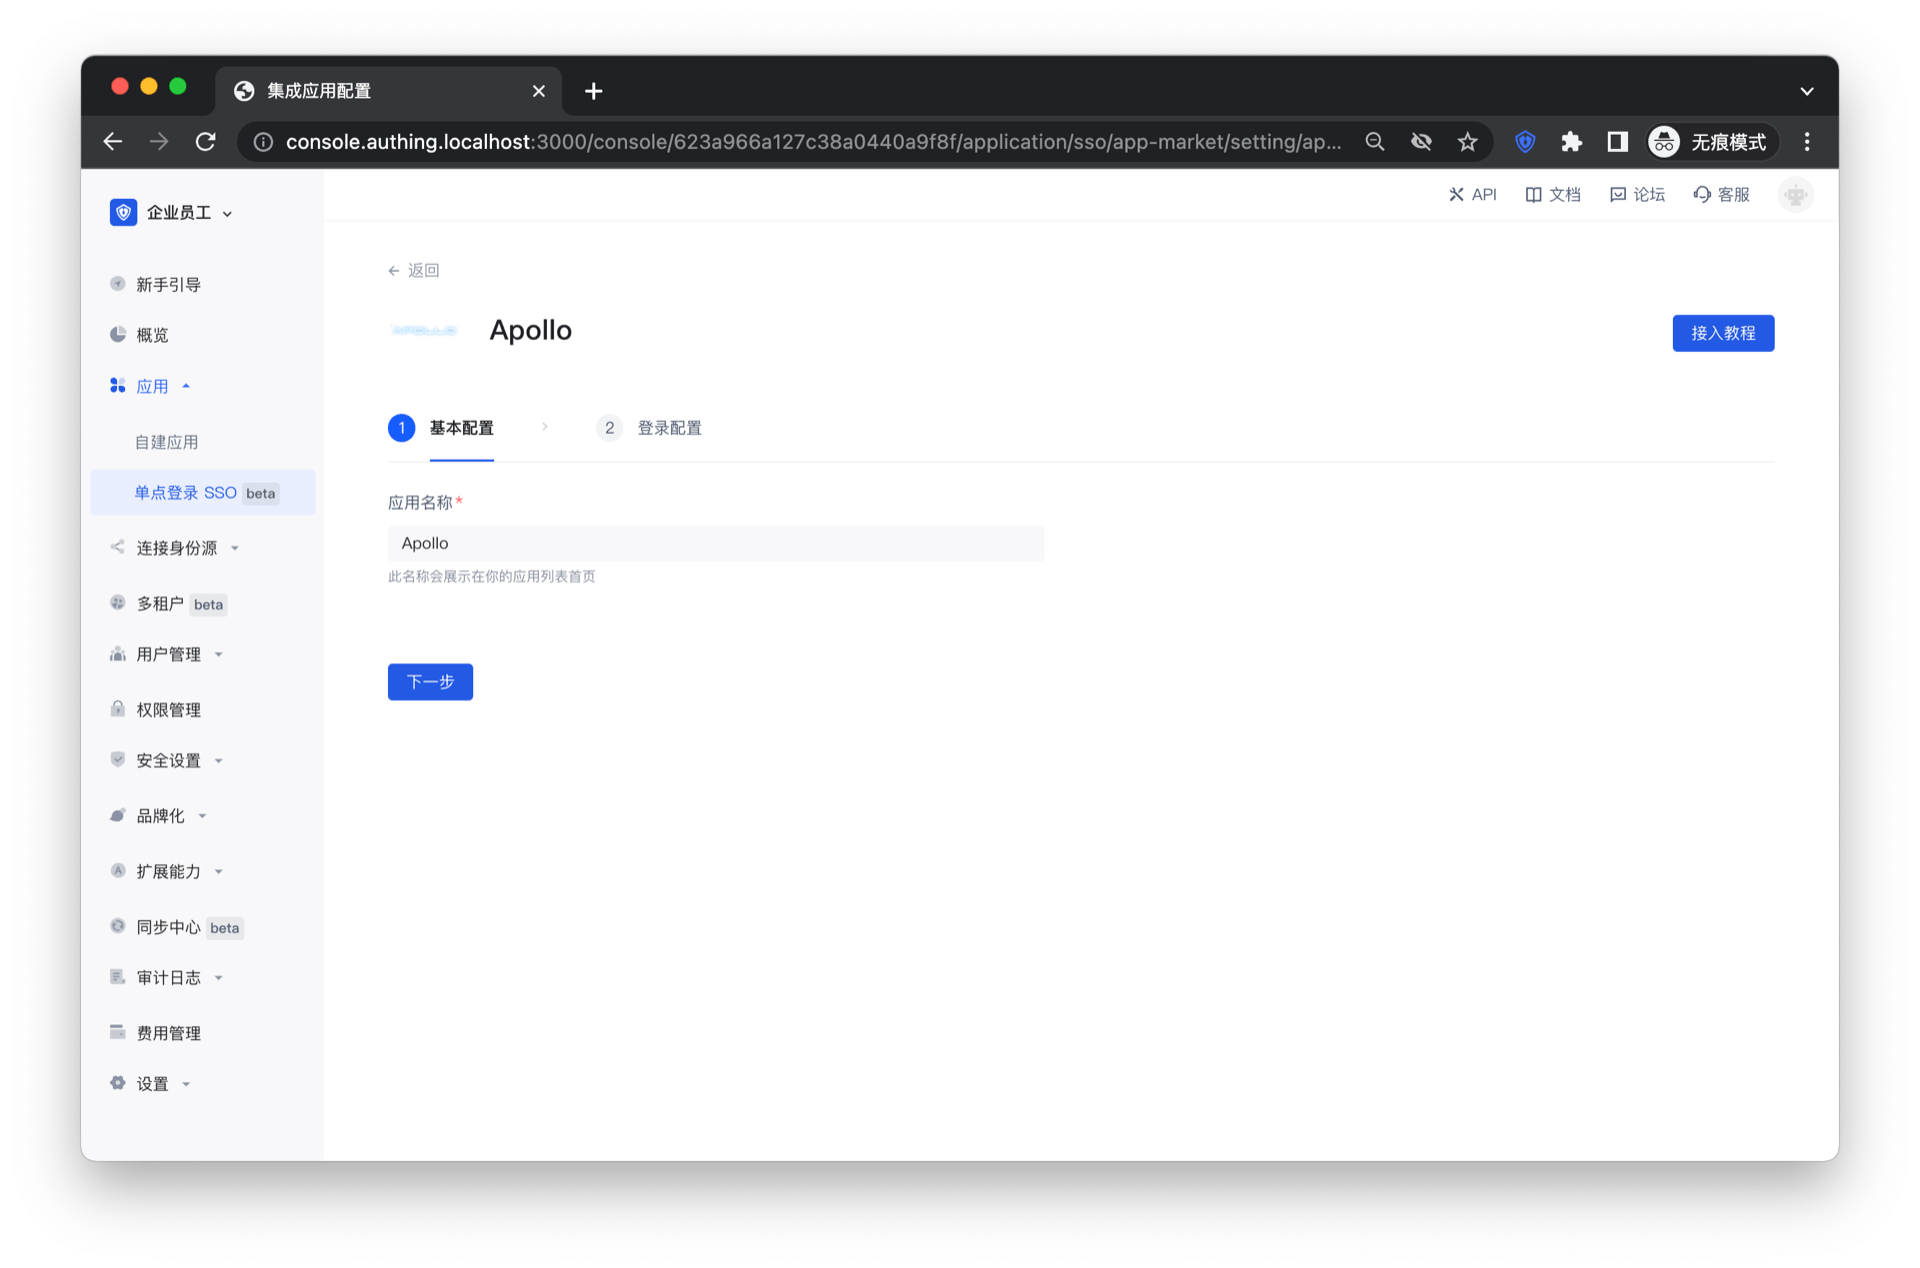 集成应用配置
console.authing.localhost:3000/console/623a966a127c38a0440a9f8f/application/sso/app-market/setting/ap...
无痕模式
企业员工
API
文档
论坛
客服
新手引导
概览
应用
自建应用
单点登录 SSO beta
连接身份源
多租户 beta
用户管理
权限管理
安全设置
品牌化
扩展能力
同步中心 beta
审计日志
费用管理
设置
返回
APOLLO
Apollo
接入教程
1 基本配置
2 登录配置
应用名称*
Apollo
此名称会展示在你的应用列表首页
下一步